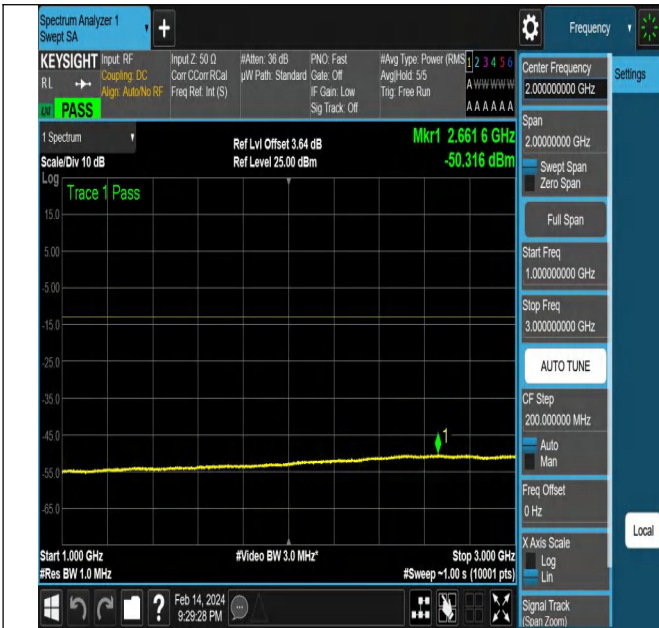 Spectrum Analyzer 1
Swept SA
+
Frequency
KEYSIGHT
RL
LXI
PASS
Input: RF
Coupling: DC
Align: Auto/No RF
Input Z: 50 Ω
Corr CCorr RCal
Freq Ref: Int (S)
#Atten: 36 dB
µW Path: Standard
PNO: Fast
Gate: Off
IF Gain: Low
Sig Track: Off
#Avg Type: Power (RMS
Avg|Hold: 5/5
Trig: Free Run
1 2 3 4 5 6
A W W W W W
A A A A A A
1 Spectrum
Scale/Div 10 dB
Log
Ref Lvl Offset 3.64 dB
Ref Level 25.00 dBm
Mkr1 2.661 6 GHz
-50.316 dBm
Trace 1 Pass
15.0
5.00
-5.00
-15.0
-25.0
-35.0
-45.0
-55.0
-65.0
1
Start 1.000 GHz
#Res BW 1.0 MHz
#Video BW 3.0 MHz*
Stop 3.000 GHz
#Sweep ~1.00 s (10001 pts)
Feb 14, 2024
9:29:28 PM
?
Center Frequency
2.000000000 GHz
Settings
Span
2.00000000 GHz
Swept Span
Zero Span
Full Span
Start Freq
1.000000000 GHz
Stop Freq
3.000000000 GHz
AUTO TUNE
CF Step
200.000000 MHz
Auto
Man
Freq Offset
0 Hz
X Axis Scale
Log
Lin
Local
Signal Track
(Span Zoom)